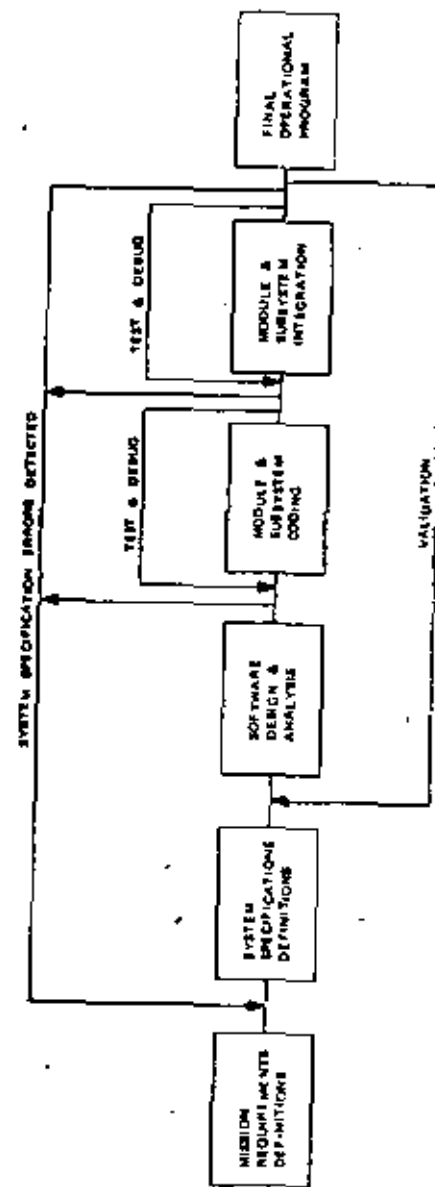 MISSION
REQUIREMENTS
DEFINITIONS
SYSTEM
SPECIFICATIONS
DEFINITIONS
SOFTWARE
DESIGN &
ANALYSIS
MODULE &
SUBSYSTEM
CODING
MODULE &
SUBSYSTEM
INTEGRATION
FINAL
OPERATIONAL
PROGRAM
SYSTEM SPECIFICATION ERRORS DETECTED
TEST & DEBUG
TEST & DEBUG
VALIDATION